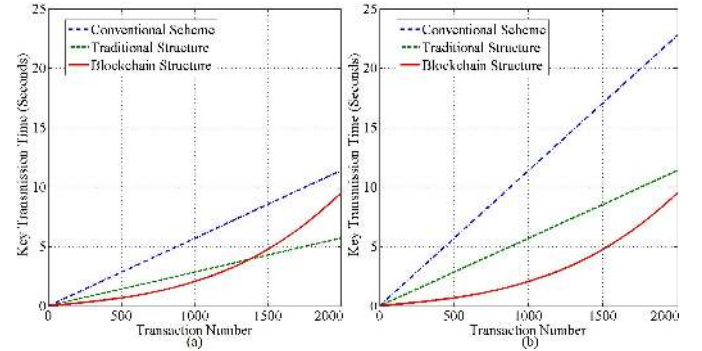 25
20
15
10
5
0
Key Transmission Time (Seconds)
Conventional Scheme
Traditional Structure
Blockchain Structure
0 500 1000 1500 2000
Transaction Number
(a)
25
20
15
10
5
0
Key Transmission Time (Seconds)
Conventional Scheme
Traditional Structure
Blockchain Structure
0 500 1000 1500 2000
Transaction Number
(b)